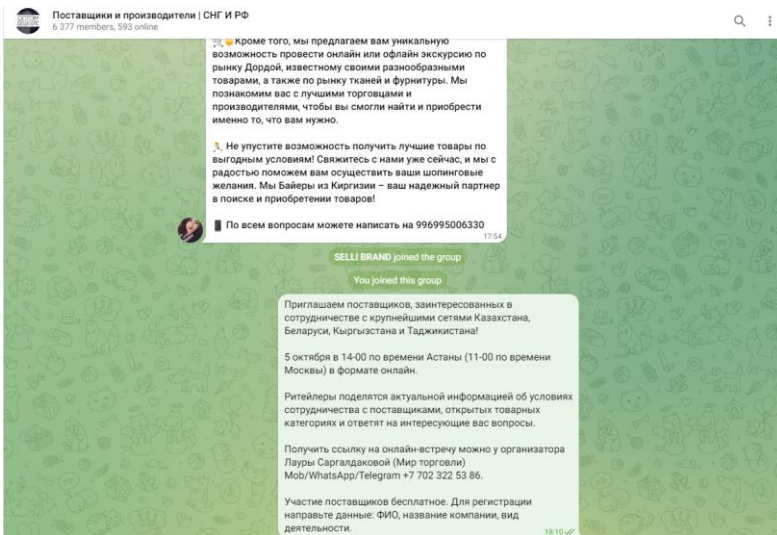 Поставщики и производители | СНГ И РФ
6 377 members, 593 online
Кроме того, мы предлагаем вам уникальную
возможность провести онлайн или офлайн экскурсию по
рынку Дордой, известному своими разнообразными
товарами, а также по рынку тканей и фурнитуры. Мы
познакомим вас с лучшими торговцами и
производителями, чтобы вы смогли найти и приобрести
именно то, что вам нужно.
Не упустите возможность получить лучшие товары по
выгодным условиям! Свяжитесь с нами уже сейчас, и мы с
радостью поможем вам осуществить ваши шопинговые
желания. Мы Байеры из Киргизии – ваш надежный партнер
в поиске и приобретении товаров!
По всем вопросам можете написать на 996995006330
17:54
SELLI BRAND joined the group
You joined this group
Приглашаем поставщиков, заинтересованных в
сотрудничестве с крупнейшими сетями Казахстана,
Беларуси, Кыргызстана и Таджикистана!
5 октября в 14-00 по времени Астаны (11-00 по времени
Москвы) в формате онлайн.
Ритейлеры поделятся актуальной информацией об условиях
сотрудничества с поставщиками, открытых товарных
категориях и ответят на интересующие вас вопросы.
Получить ссылку на онлайн-встречу можно у организатора
Лауры Саргалдаковой (Мир торговли)
Mob/WhatsApp/Telegram +7 702 322 53 86.
Участие поставщиков бесплатное. Для регистрации
направьте данные: ФИО, название компании, вид
деятельности.
18:10